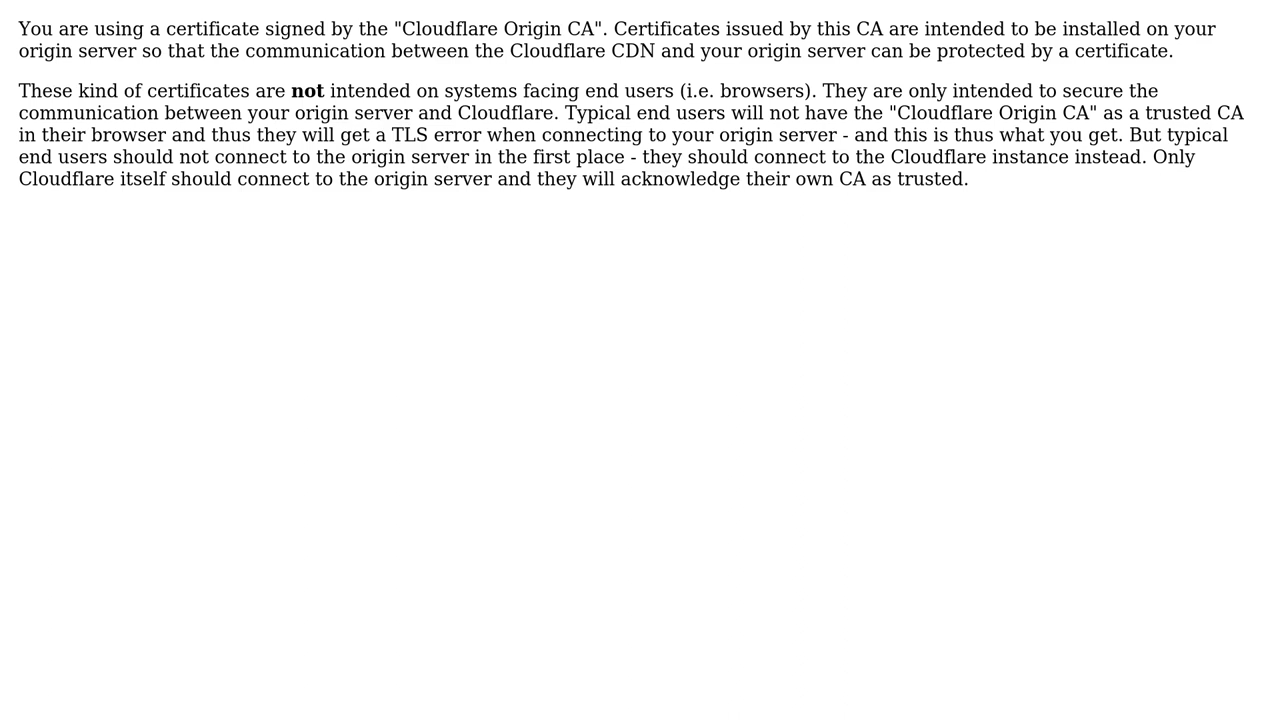 You are using a certificate signed by the "Cloudflare Origin CA". Certificates issued by this CA are intended to be installed on your
origin server so that the communication between the Cloudflare CDN and your origin server can be protected by a certificate.
These kind of certificates are not intended on systems facing end users (i.e. browsers). They are only intended to secure the
communication between your origin server and Cloudflare. Typical end users will not have the "Cloudflare Origin CA" as a trusted CA
in their browser and thus they will get a TLS error when connecting to your origin server - and this is thus what you get. But typical
end users should not connect to the origin server in the first place - they should connect to the Cloudflare instance instead. Only
Cloudflare itself should connect to the origin server and they will acknowledge their own CA as trusted.